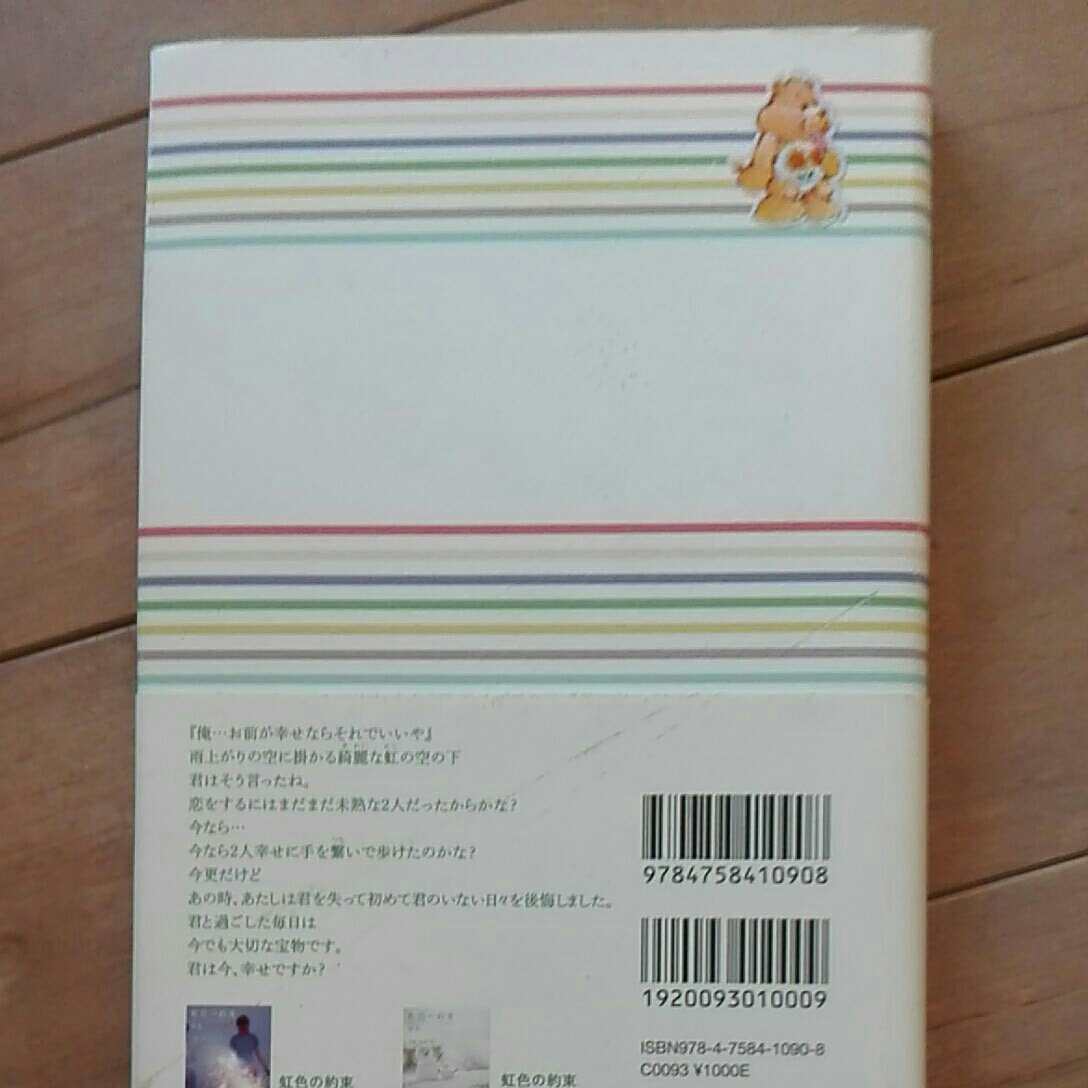 『俺…お前が幸せならそれでいいや』
雨上がりの空に掛かる綺麗な虹の空の下
君はそう言ったね。
恋をするにはまだまだ未熟な2人だったからかな?
今なら…
今なら2人幸せに手を繋いで歩けたのかな?
今更だけど
あの時、あたしは君を失って初めて君のいない日々を後悔しました。
君と過ごした毎日は
今でも大切な宝物です。
君は今、幸せですか?
9784758410908
1920093010009
ISBN978-4-7584-1090-8
C0093 ¥1000E
虹色の約束
虹色の約束